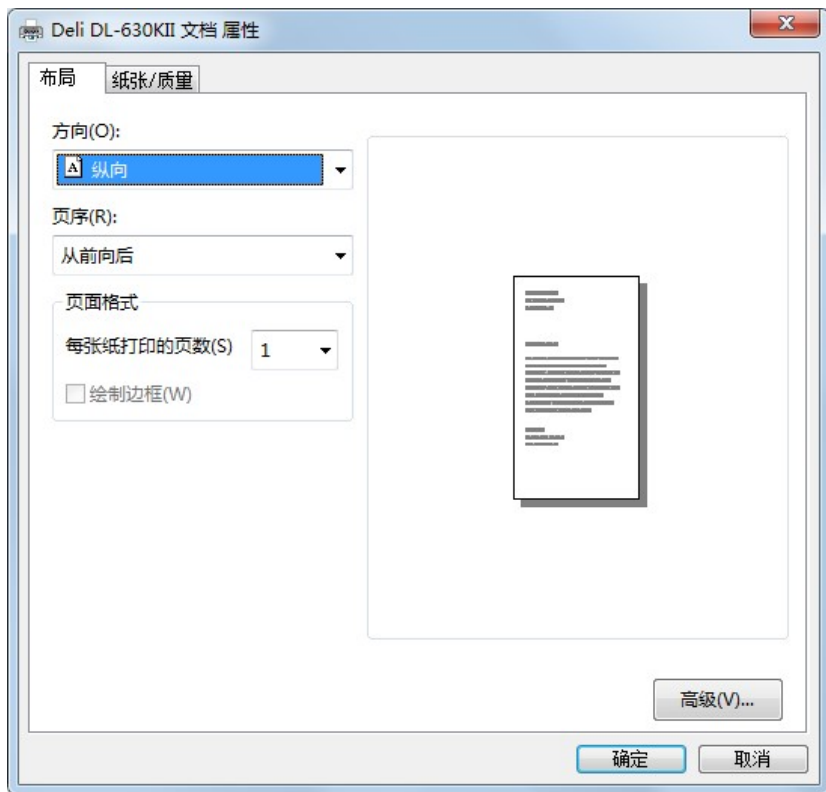 Deli DL-630KII 文档 属性
布局
纸张/质量
方向(O):
A 纵向
页序(R):
从前向后
页面格式
每张纸打印的页数(S) 1
绘制边框(W)
高级(V)...
确定
取消